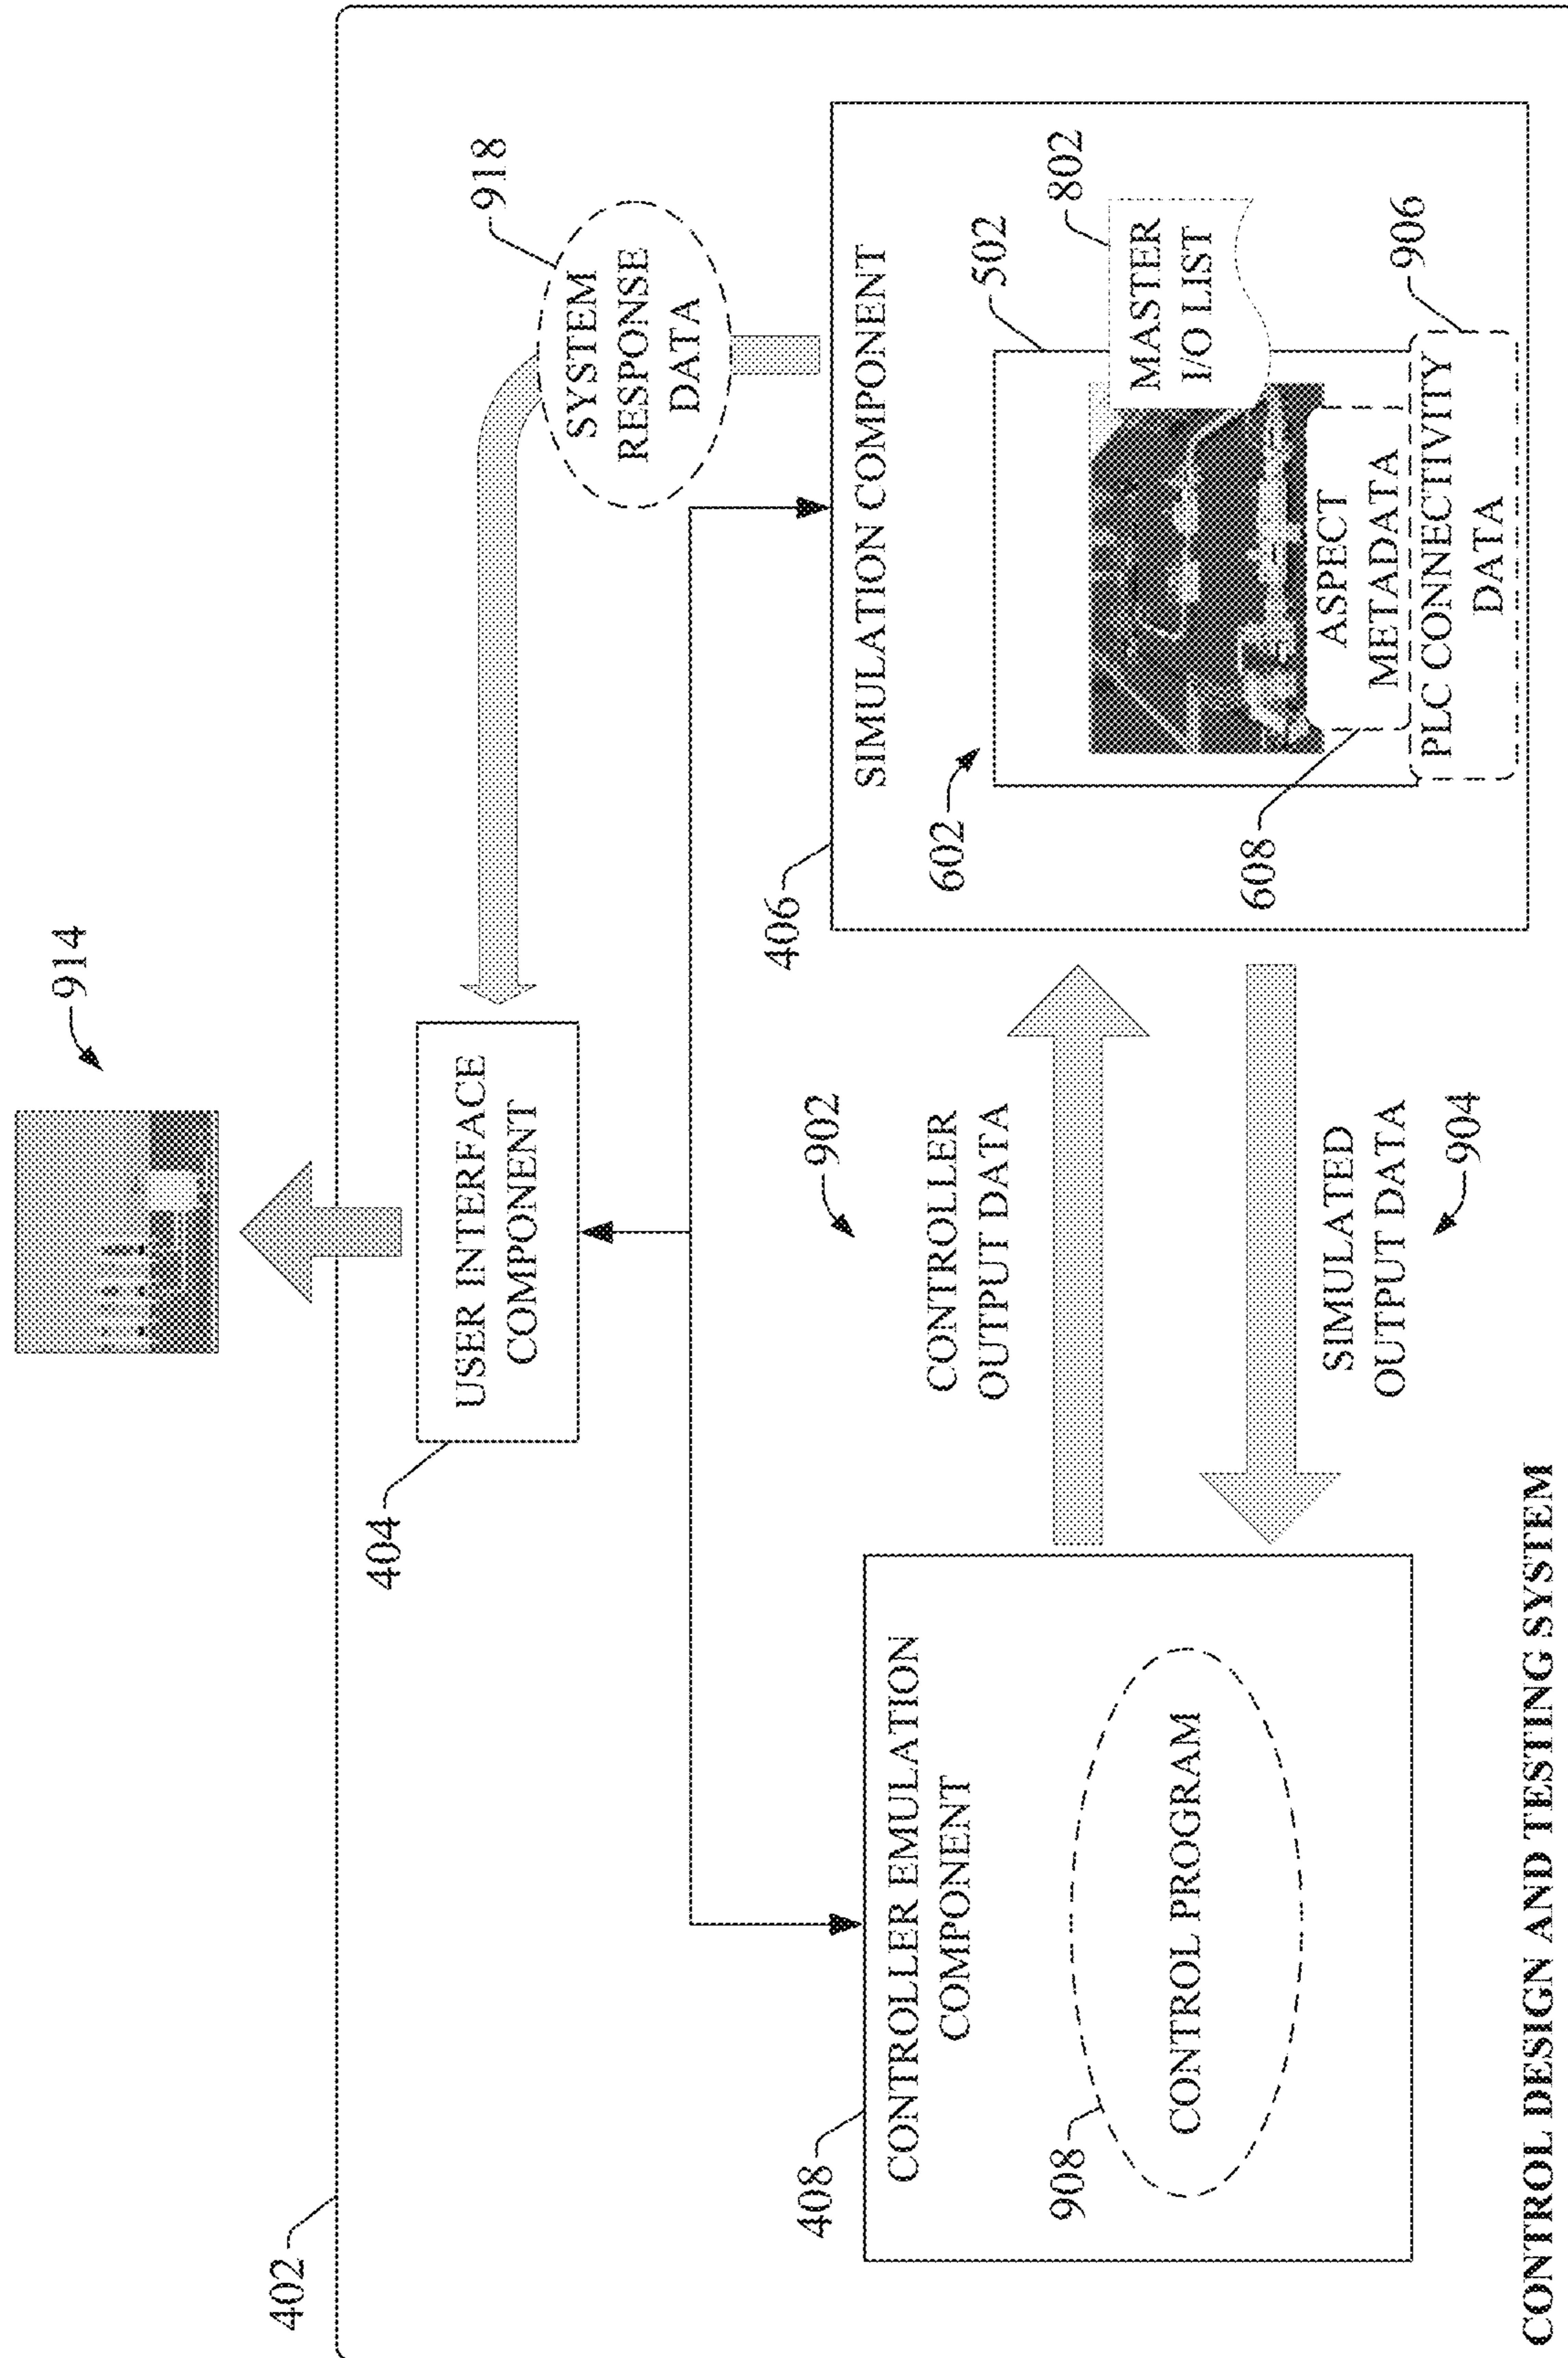 914
402
404
USER INTERFACE
COMPONENT
918
SYSTEM
RESPONSE
DATA
408
CONTROLLER EMULATION
COMPONENT
908
CONTROL PROGRAM
902
CONTROLLER
OUTPUT DATA
SIMULATED
OUTPUT DATA
904
406
SIMULATION COMPONENT
602
502
802
MASTER
I/O LIST
608
ASPECT
METADATA
906
PLC CONNECTIVITY
DATA
CONTROL DESIGN AND TESTING SYSTEM